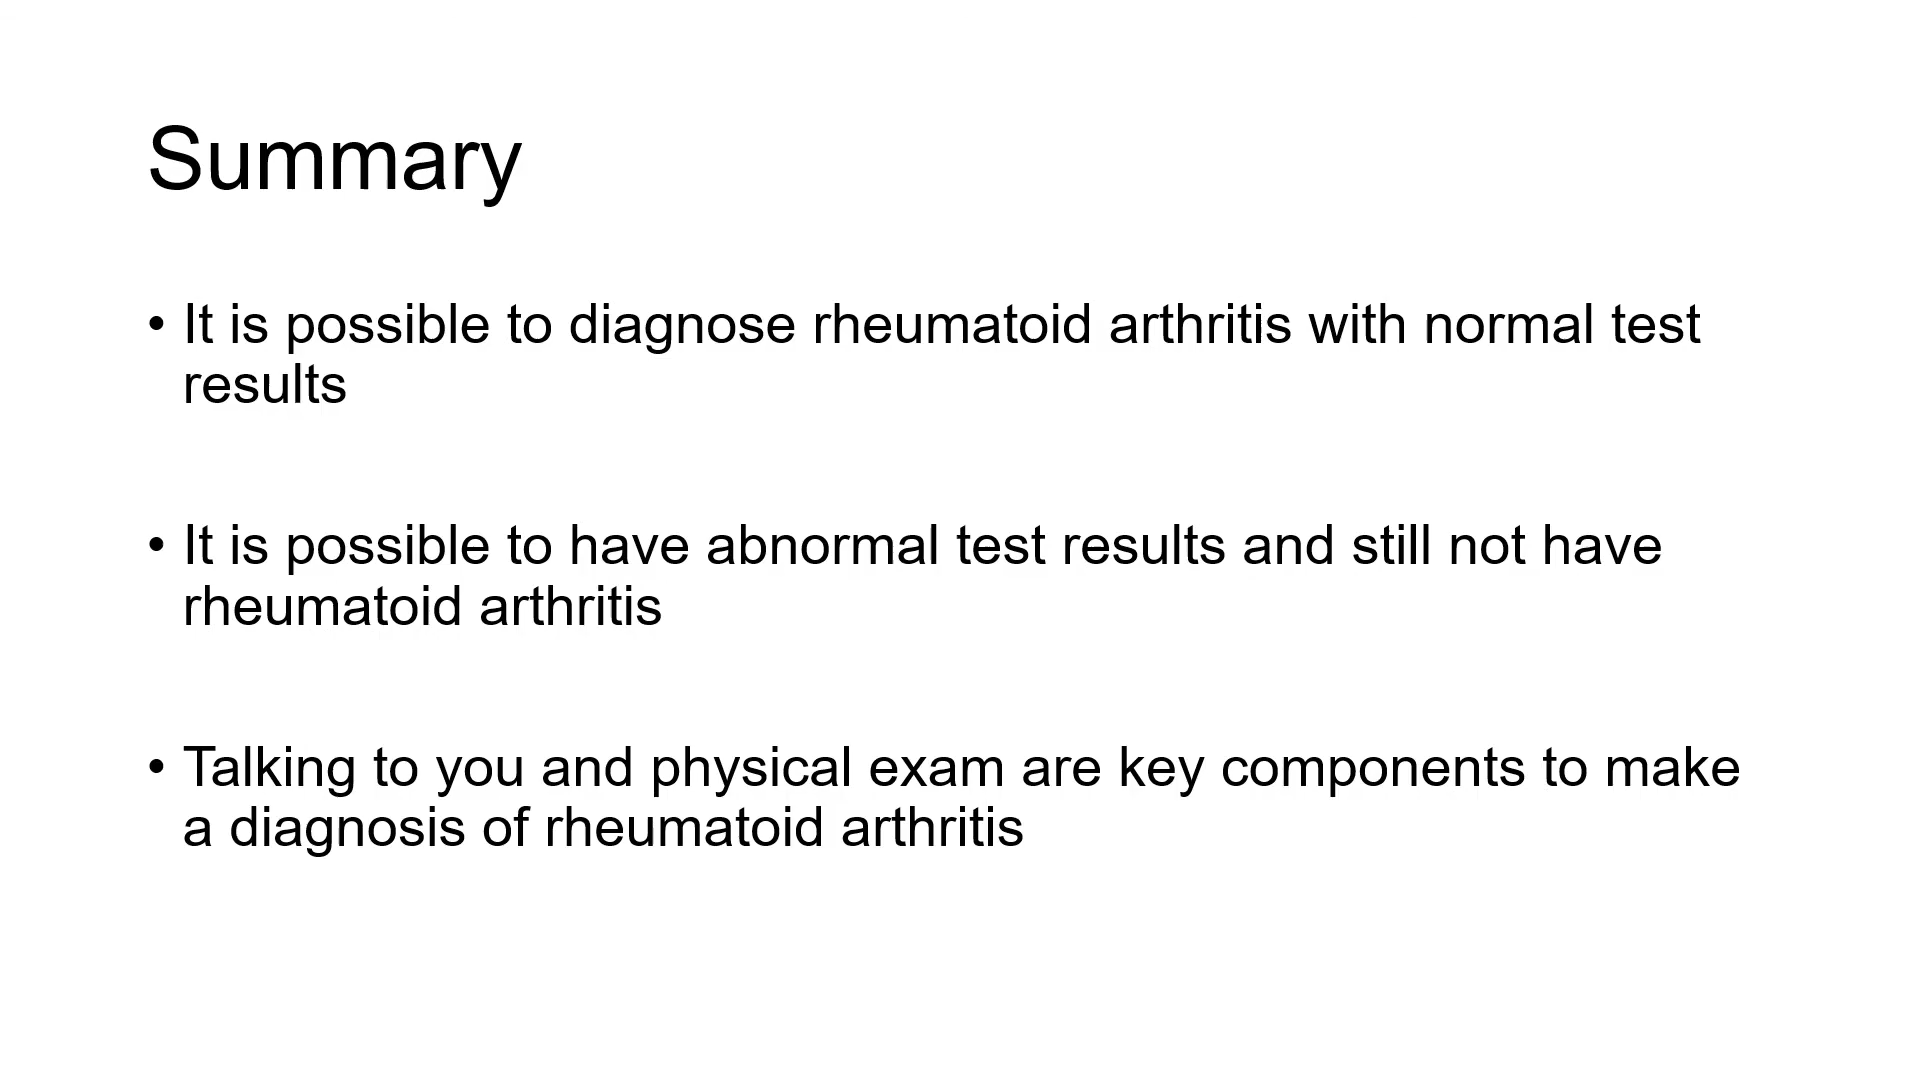 Summary
• It is possible to diagnose rheumatoid arthritis with normal test
results
• It is possible to have abnormal test results and still not have
rheumatoid arthritis
• Talking to you and physical exam are key components to make
a diagnosis of rheumatoid arthritis